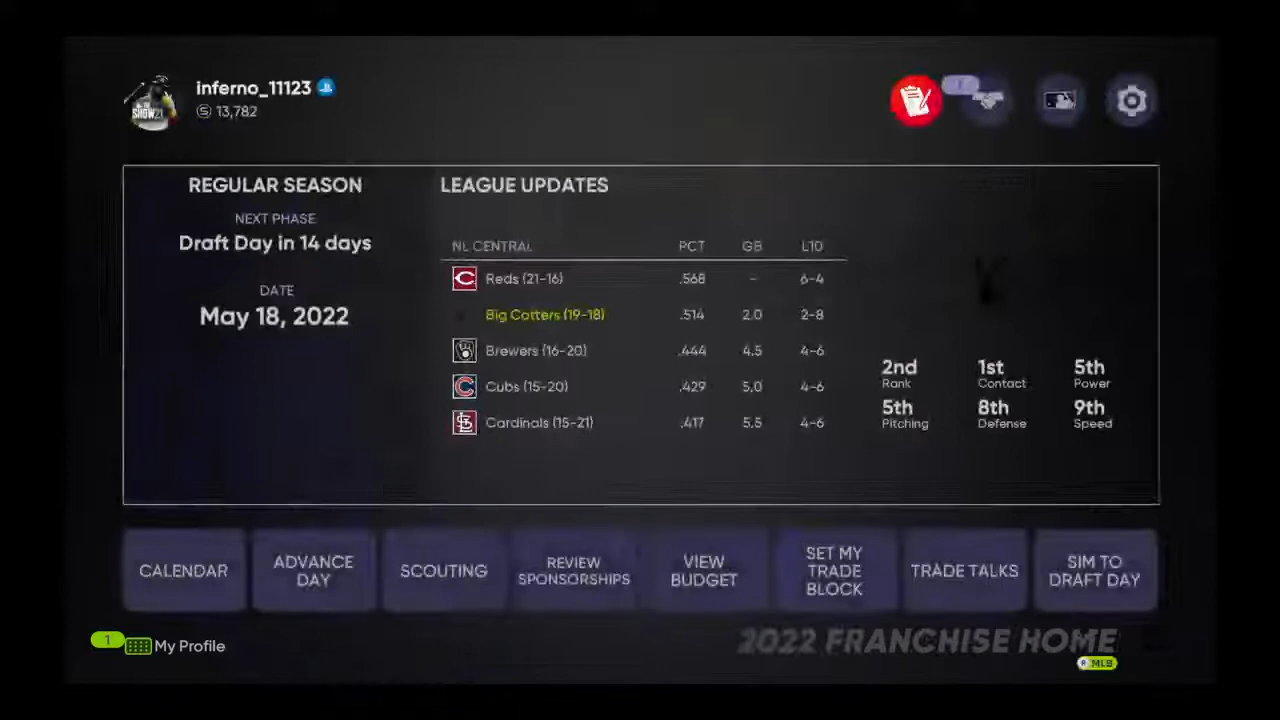 inferno_11123
13,782
SHOW21
REGULAR SEASON
NEXT PHASE
Draft Day in 14 days
DATE
May 18, 2022
LEAGUE UPDATES
NL CENTRAL PCT GB L10
Reds (21-16) .568 - 6-4
Big Cotters (19-18) .514 2.0 2-8
Brewers (16-20) .444 4.5 4-6
Cubs (15-20) .429 5.0 4-6
Cardinals (15-21) .417 5.5 4-6
2nd 1st 5th
Rank Contact Power
5th 8th 9th
Pitching Defense Speed
CALENDAR
ADVANCE
DAY
SCOUTING
REVIEW
SPONSORSHIPS
VIEW
BUDGET
SET MY
TRADE
BLOCK
TRADE TALKS
SIM TO
DRAFT DAY
1 My Profile
2022 FRANCHISE HOME
R MLB